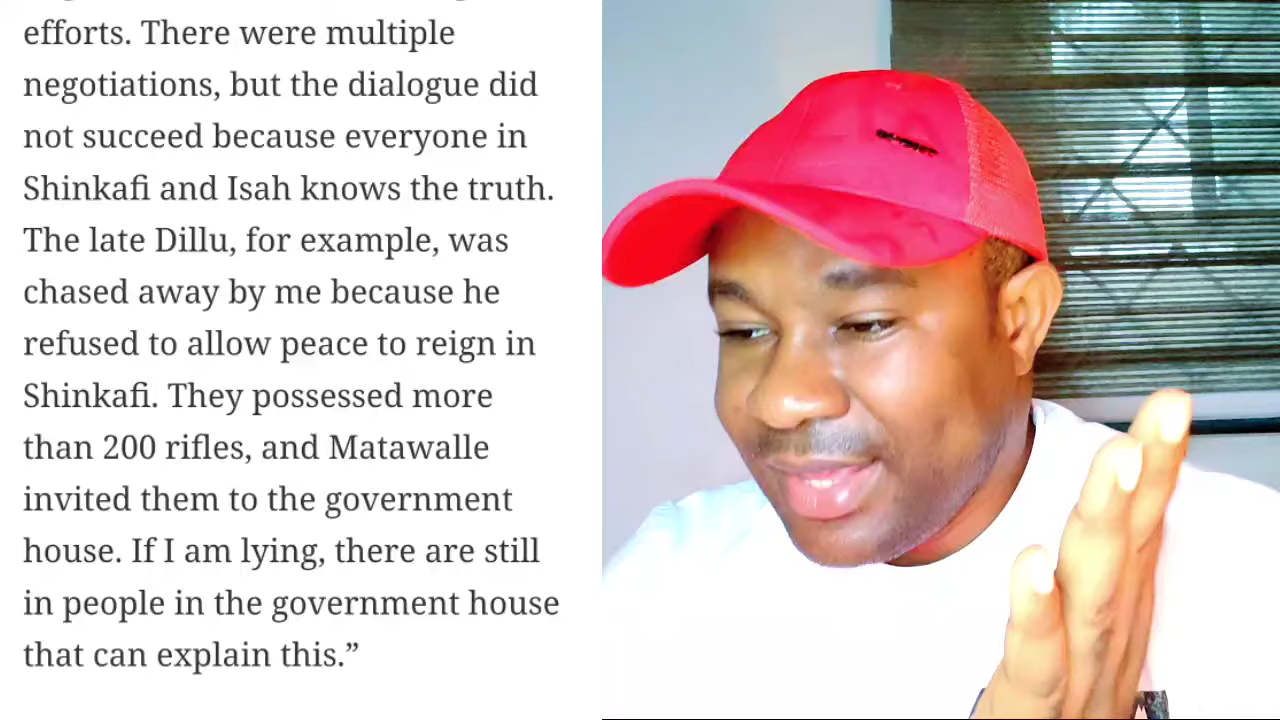 efforts. There were multiple
negotiations, but the dialogue did
not succeed because everyone in
Shinkafi and Isah knows the truth.
The late Dillu, for example, was
chased away by me because he
refused to allow peace to reign in
Shinkafi. They possessed more
than 200 rifles, and Matawalle
invited them to the government
house. If I am lying, there are still
in people in the government house
that can explain this.”